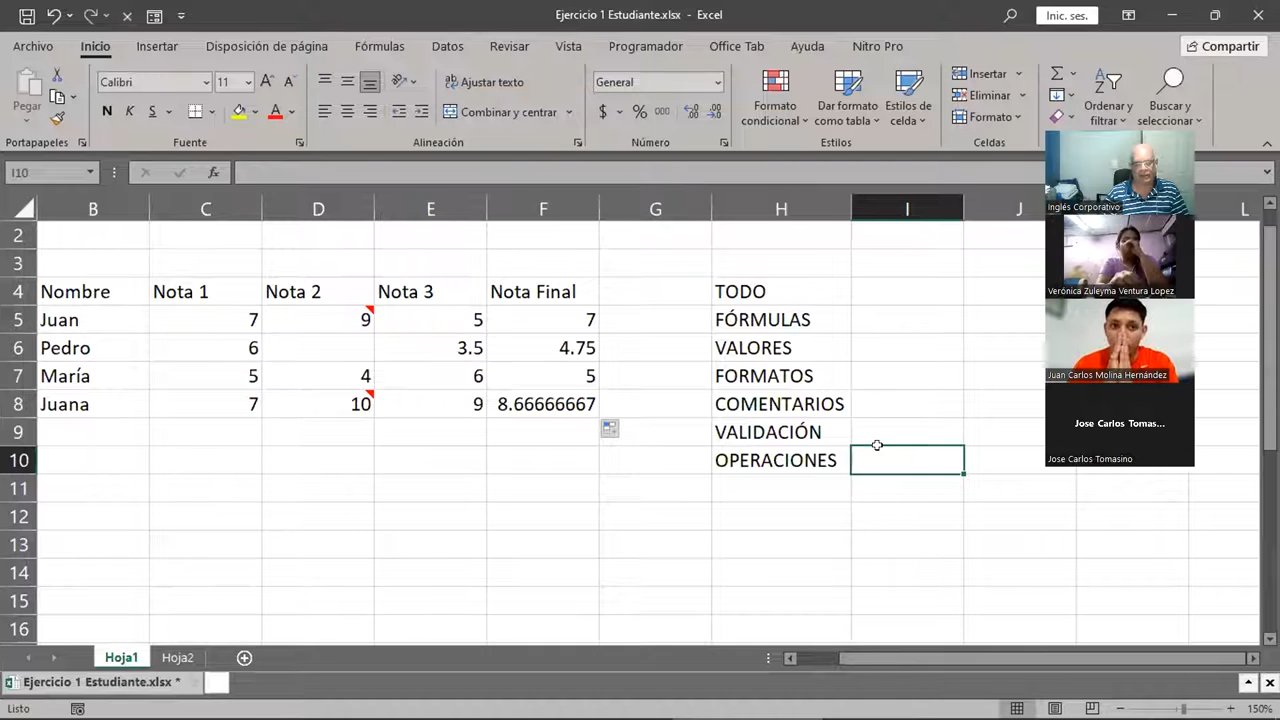 Ejercicio 1 Estudiante.xlsx - Excel
Inic. ses.
Archivo Inicio Insertar Disposición de página Fórmulas Datos Revisar Vista Programador Office Tab Ayuda Nitro Pro Compartir
Pegar
Calibri 11
N K S
Ajustar texto
Combinar y centrar
General
$ % 000
Formato condicional
Dar formato como tabla
Estilos de celda
Insertar
Eliminar
Formato
Ordenar y filtrar
Buscar y seleccionar
Portapapeles Fuente Alineación Número Estilos Celdas
I10 fx
B C D E F G H I J L
2
3
4 Nombre Nota 1 Nota 2 Nota 3 Nota Final TODO
5 Juan 7 9 5 7 FÓRMULAS
6 Pedro 6 3.5 4.75 VALORES
7 María 5 4 6 5 FORMATOS
8 Juana 7 10 9 8.66666667 COMENTARIOS
9 VALIDACIÓN
10 OPERACIONES
11
12
13
14
15
16
Inglés Corporativo
Verónica Zuleyma Ventura Lopez
Juan Carlos Molina Hernández
Jose Carlos Tomas...
Jose Carlos Tomasino
Hoja1 Hoja2
Ejercicio 1 Estudiante.xlsx *
Listo 150%